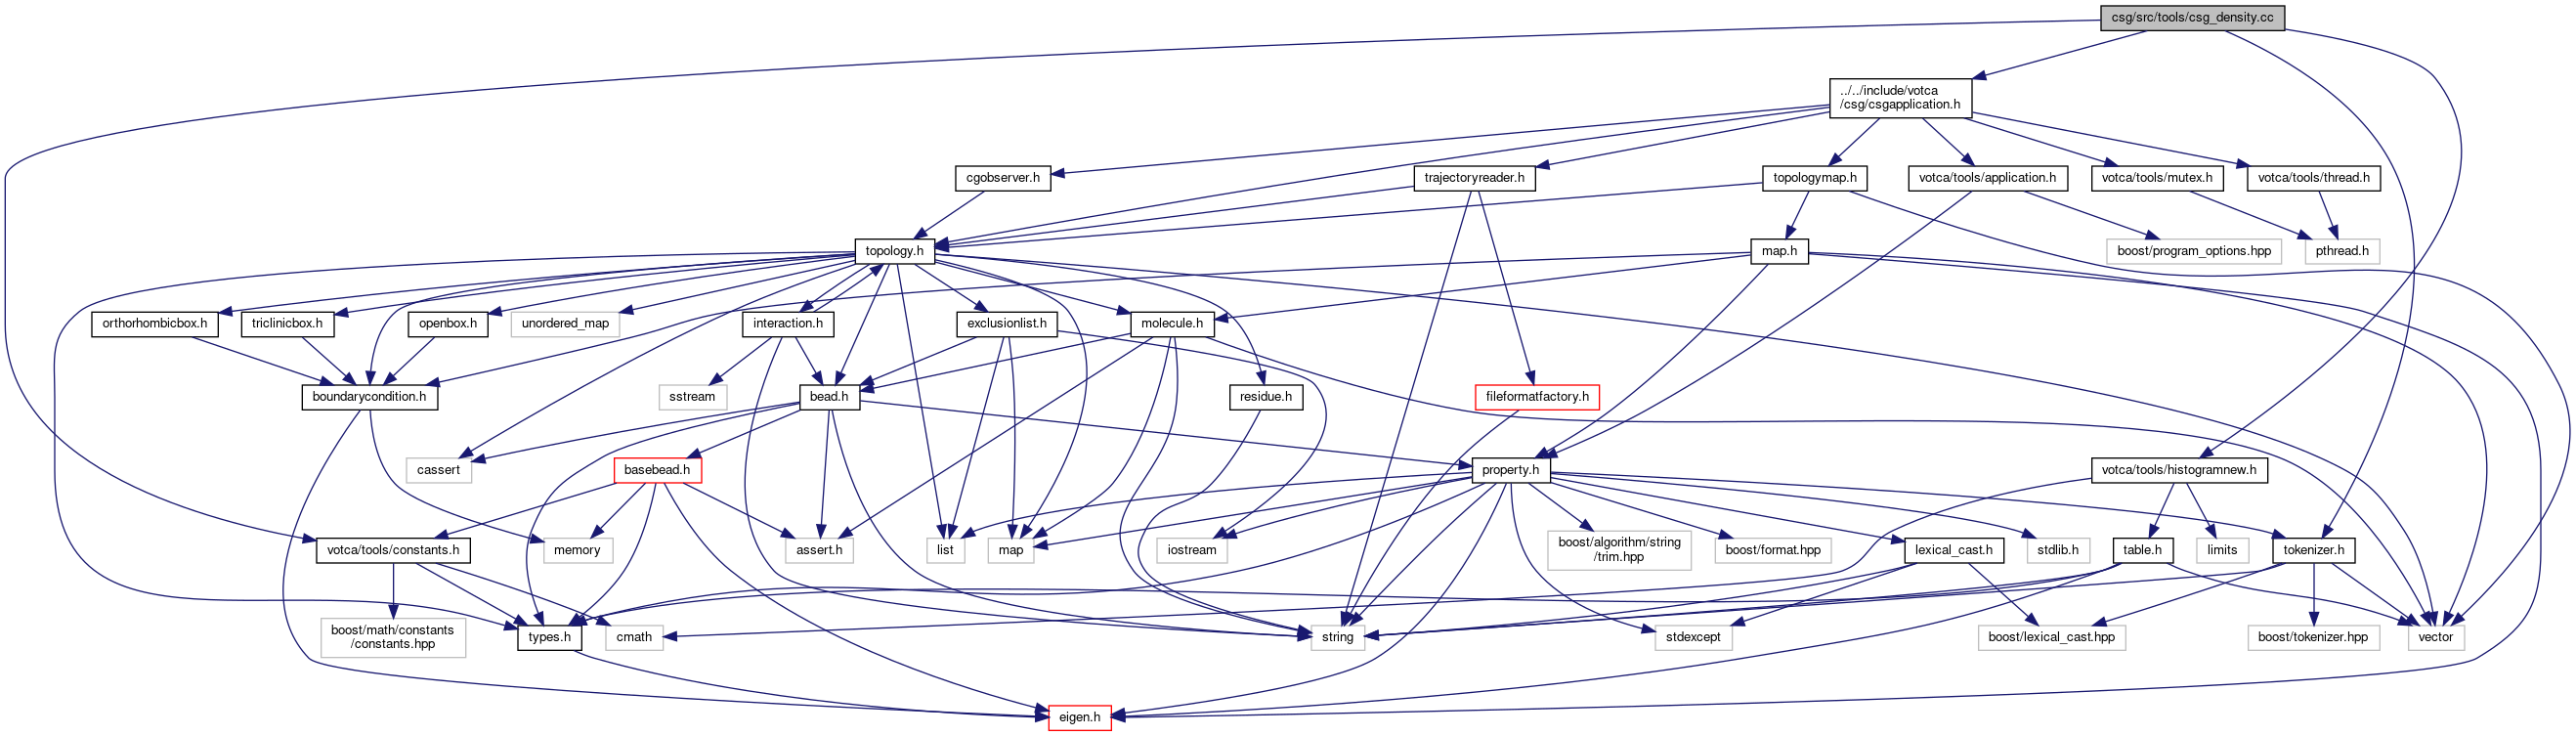 csg/src/tools/csg_density.cc
../../include/votca
/csg/csgapplication.h
cgobserver.h
trajectoryreader.h
topologymap.h
votca/tools/application.h
votca/tools/mutex.h
votca/tools/thread.h
topology.h
map.h
boost/program_options.hpp
pthread.h
orthorhombicbox.h
triclinicbox.h
openbox.h
unordered_map
interaction.h
exclusionlist.h
molecule.h
boundarycondition.h
sstream
bead.h
residue.h
fileformatfactory.h
cassert
basebead.h
property.h
votca/tools/histogramnew.h
votca/tools/constants.h
memory
assert.h
list
map
iostream
boost/algorithm/string
/trim.hpp
boost/format.hpp
lexical_cast.h
stdlib.h
table.h
limits
tokenizer.h
boost/math/constants
/constants.hpp
types.h
cmath
string
stdexcept
boost/lexical_cast.hpp
boost/tokenizer.hpp
vector
eigen.h